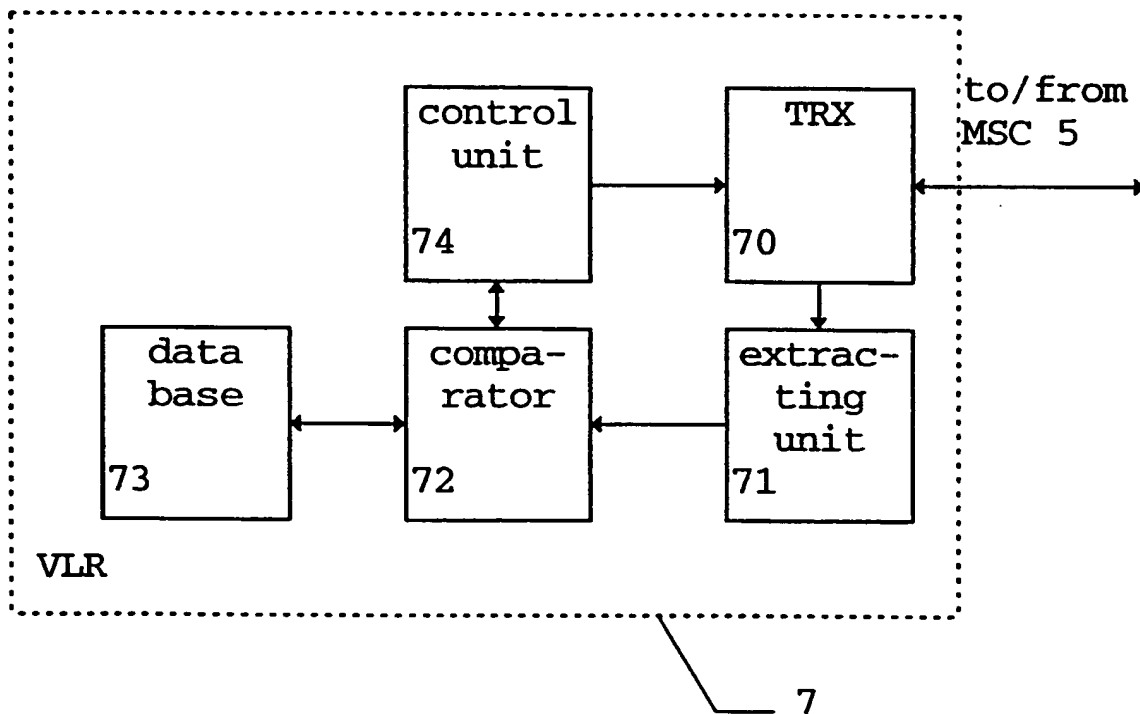 control
unit
74
TRX
70
to/from
MSC 5
data
base
73
compa-
rator
72
extrac-
ting
unit
71
VLR
7